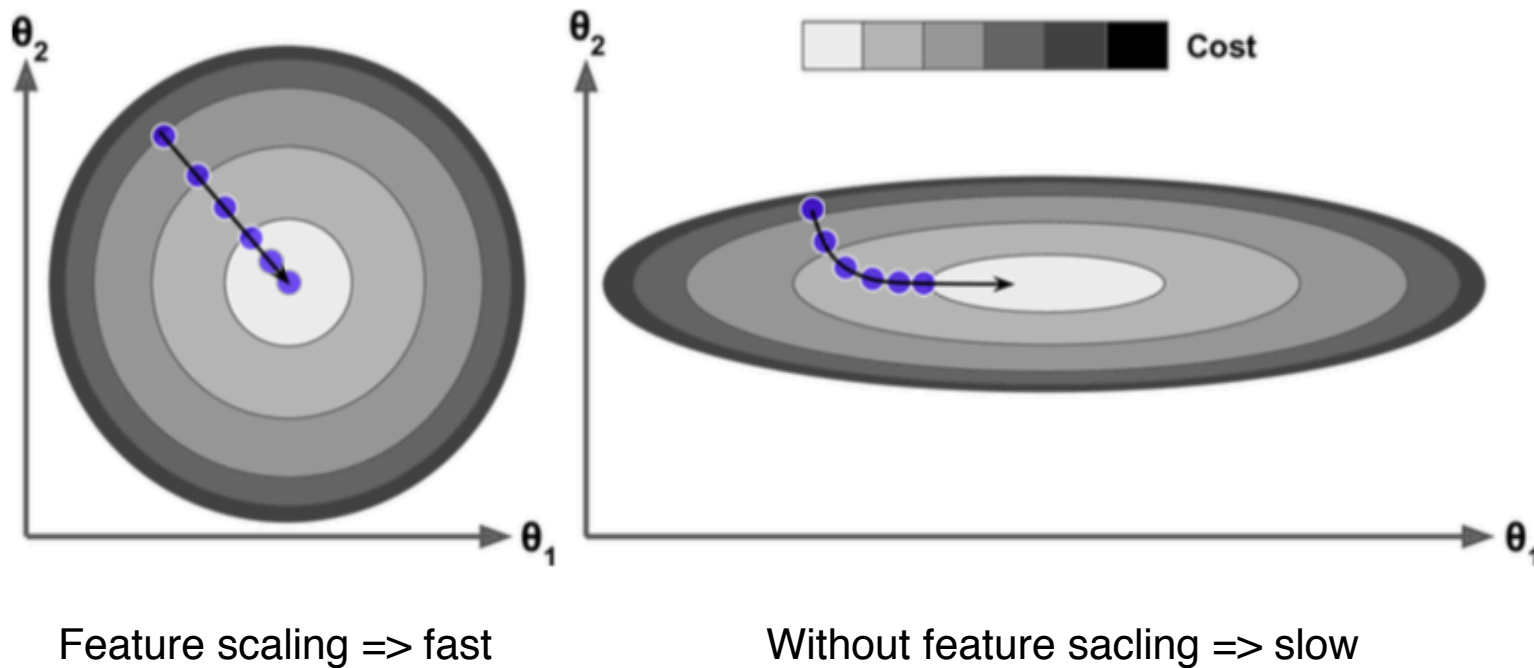 θ2
θ1
Feature scaling => fast
θ2
Cost
θ1
Without feature sacling => slow